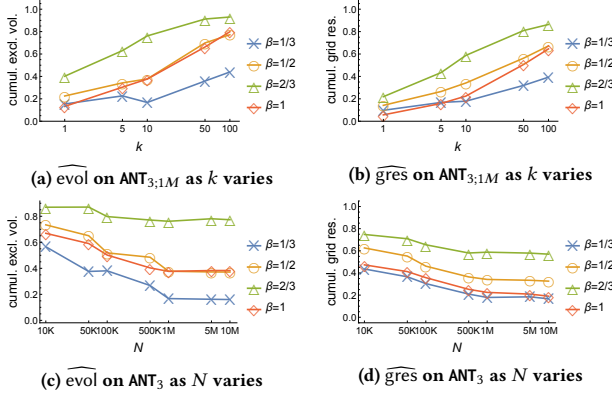 cumul. excl. vol.
1.0
0.8
0.6
0.4
0.2
0.0
1 5 10 50 100
k
β=1/3
β=1/2
β=2/3
β=1
(a) êvol on ANT3;1M as k varies
cumul. grid res.
1.0
0.8
0.6
0.4
0.2
0.0
1 5 10 50 100
k
β=1/3
β=1/2
β=2/3
β=1
(b) ĝres on ANT3;1M as k varies
cumul. excl. vol.
0.8
0.6
0.4
0.2
0.0
10K 50K100K 500K1M 5M 10M
N
β=1/3
β=1/2
β=2/3
β=1
(c) êvol on ANT3 as N varies
cumul. grid res.
1.0
0.8
0.6
0.4
0.2
0.0
10K 50K100K 500K1M 5M 10M
N
β=1/3
β=1/2
β=2/3
β=1
(d) ĝres on ANT3 as N varies